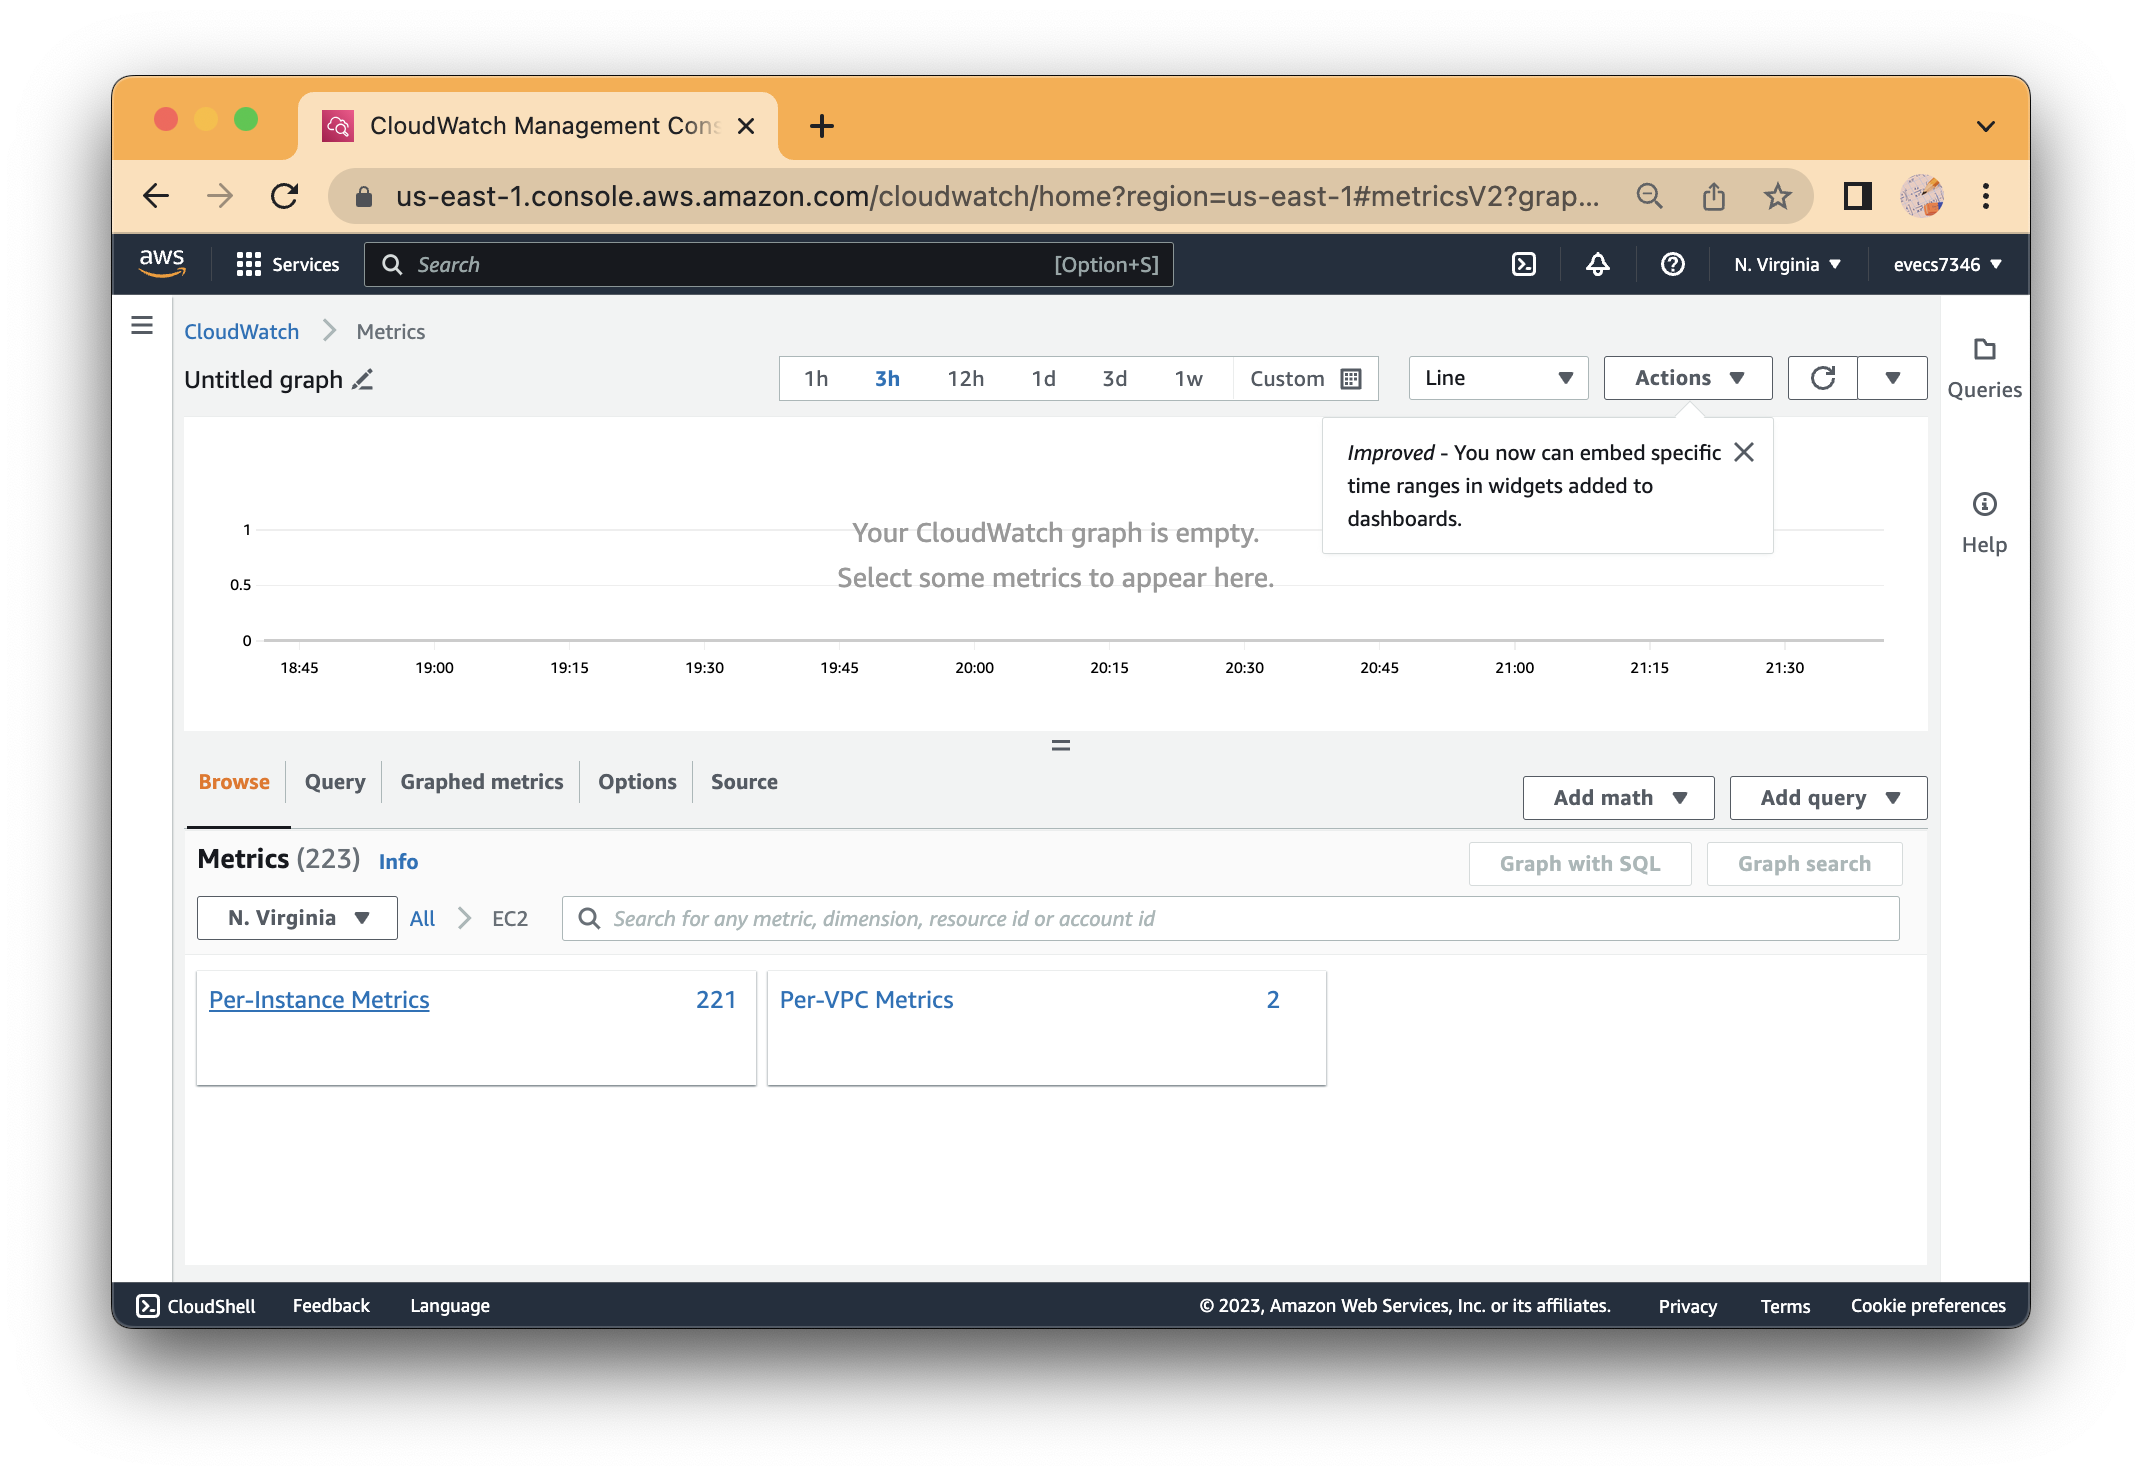 CloudWatch Management Cons
us-east-1.console.aws.amazon.com/cloudwatch/home?region=us-east-1#metricsV2?grap...
aws Services Search [Option+S] N. Virginia evecs7346
CloudWatch Metrics
Untitled graph 1h 3h 12h 1d 3d 1w Custom Line Actions
Queries
Help
Improved - You now can embed specific
time ranges in widgets added to
dashboards.
Your CloudWatch graph is empty.
Select some metrics to appear here.
1
0.5
0
18:45 19:00 19:15 19:30 19:45 20:00 20:15 20:30 20:45 21:00 21:15 21:30
Browse Query Graphed metrics Options Source Add math Add query
Metrics (223) Info Graph with SQL Graph search
N. Virginia All EC2 Search for any metric, dimension, resource id or account id
Per-Instance Metrics 221 Per-VPC Metrics 2
CloudShell Feedback Language © 2023, Amazon Web Services, Inc. or its affiliates. Privacy Terms Cookie preferences